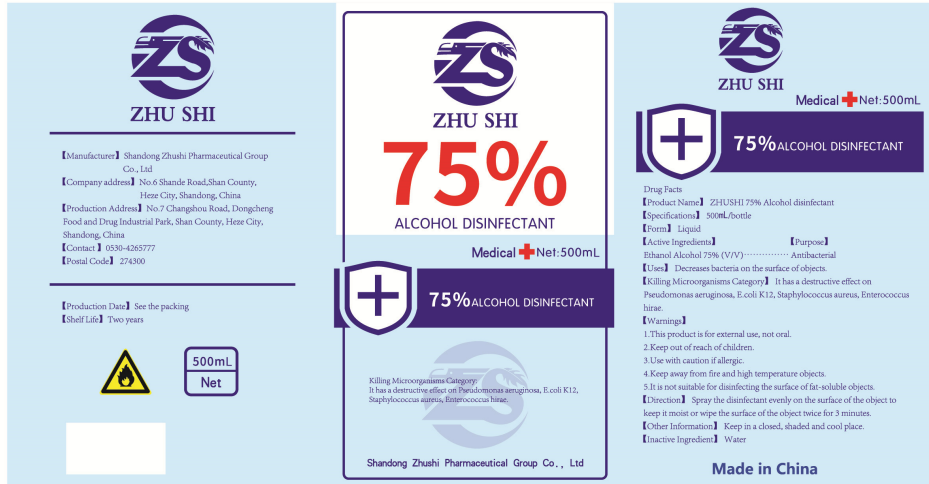 ZS
ZHU SHI
【Manufacturer】 Shandong Zhushi Pharmaceutical Group
Co., Ltd
【Company address】 No.6 Shande Road,Shan County,
Heze City, Shandong, China
【Production Address】 No.7 Changshou Road, Dongcheng
Food and Drug Industrial Park, Shan County, Heze City,
Shandong, China
【Contact 】 0530-4265777
【Postal Code】 274300
【Production Date】 See the packing
【Shelf Life】 Two years
500mL
Net
ZS
ZHU SHI
75%
ALCOHOL DISINFECTANT
Medical Net:500mL
75% ALCOHOL DISINFECTANT
ZS
Killing Microorganisms Category:
It has a destructive effect on Pseudomonas aeruginosa, E.coli K12,
Staphylococcus aureus, Enterococcus hirae.
Shandong Zhushi Pharmaceutical Group Co., Ltd
ZS
ZHU SHI
Medical Net:500mL
75% ALCOHOL DISINFECTANT
Drug Facts
【Product Name】 ZHUSHI 75% Alcohol disinfectant
【Specifications】 500mL/bottle
【Form】 Liquid
【Active Ingredients】 【Purpose】
Ethanol Alcohol 75% (V/V)··············· Antibacterial
【Uses】 Decreases bacteria on the surface of objects.
【Killing Microorganisms Category】 It has a destructive effect on
Pseudomonas aeruginosa, E.coli K12, Staphylococcus aureus, Enterococcus
hirae.
【Warnings】
1.This product is for external use, not oral.
2.Keep out of reach of children.
3.Use with caution if allergic.
4.Keep away from fire and high temperature objects.
5.It is not suitable for disinfecting the surface of fat-soluble objects.
【Direction】 Spray the disinfectant evenly on the surface of the object to
keep it moist or wipe the surface of the object twice for 3 minutes.
【Other Information】 Keep in a closed, shaded and cool place.
【Inactive Ingredient】 Water
Made in China